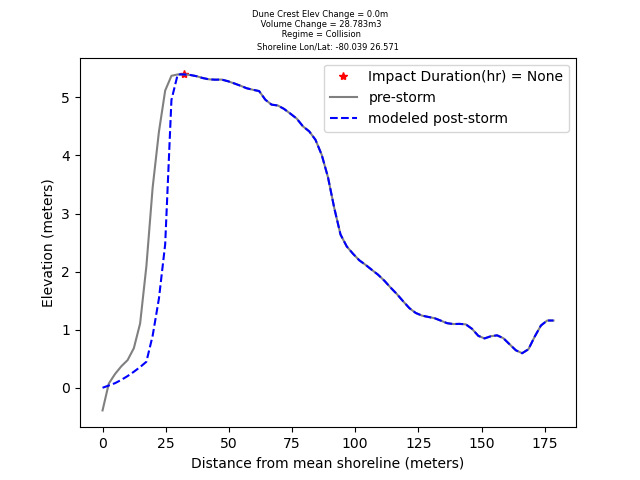 Dune Crest Elev Change = 0.0m
Volume Change = 28.783m3
Regime = Collision
Shoreline Lon/Lat: -80.039 26.571
Impact Duration(hr) = None
pre-storm
modeled post-storm
Elevation (meters)
5
4
3
2
1
0
0 25 50 75 100 125 150 175
Distance from mean shoreline (meters)